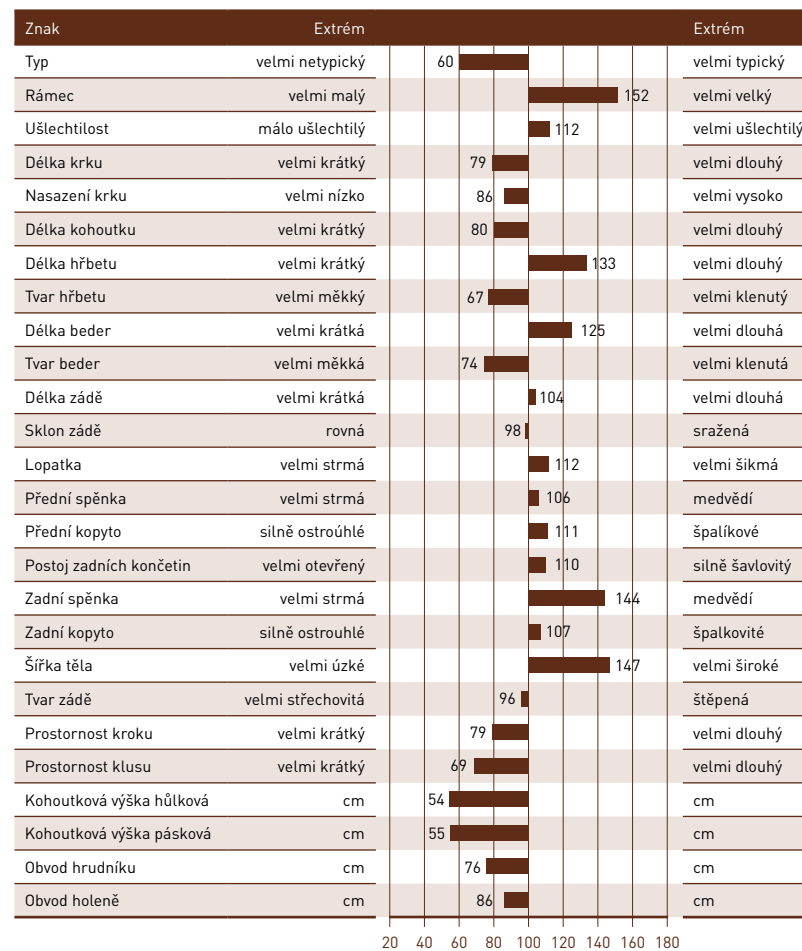 Znak Extrém Extrém
Typ velmi netypický 60 velmi typický
Rámec velmi malý 152 velmi velký
Ušlechtilost málo ušlechtilý 112 velmi ušlechtilý
Délka krku velmi krátký 79 velmi dlouhý
Nasazení krku velmi nízko 86 velmi vysoko
Délka kohoutku velmi krátký 80 velmi dlouhý
Délka hřbetu velmi krátký 133 velmi dlouhý
Tvar hřbetu velmi měkký 67 velmi klenutý
Délka beder velmi krátká 125 velmi dlouhá
Tvar beder velmi měkká 74 velmi klenutá
Délka zádě velmi krátká 104 velmi dlouhá
Sklon zádě rovná 98 sražená
Lopatka velmi strmá 112 velmi šikmá
Přední spěnka velmi strmá 106 medvědí
Přední kopyto silně ostroúhlé 111 špalíkové
Postoj zadních končetin velmi otevřený 110 silně šavlovitý
Zadní spěnka velmi strmá 144 medvědí
Zadní kopyto silně ostrouhlé 107 špalkovité
Šířka těla velmi úzké 147 velmi široké
Tvar zádě velmi střechovitá 96 štěpená
Prostornost kroku velmi krátký 79 velmi dlouhý
Prostornost klusu velmi krátký 69 velmi dlouhý
Kohoutková výška hůlková cm 54 cm
Kohoutková výška pásková cm 55 cm
Obvod hrudníku cm 76 cm
Obvod holeně cm 86 cm
20 40 60 80 100 120 140 160 180